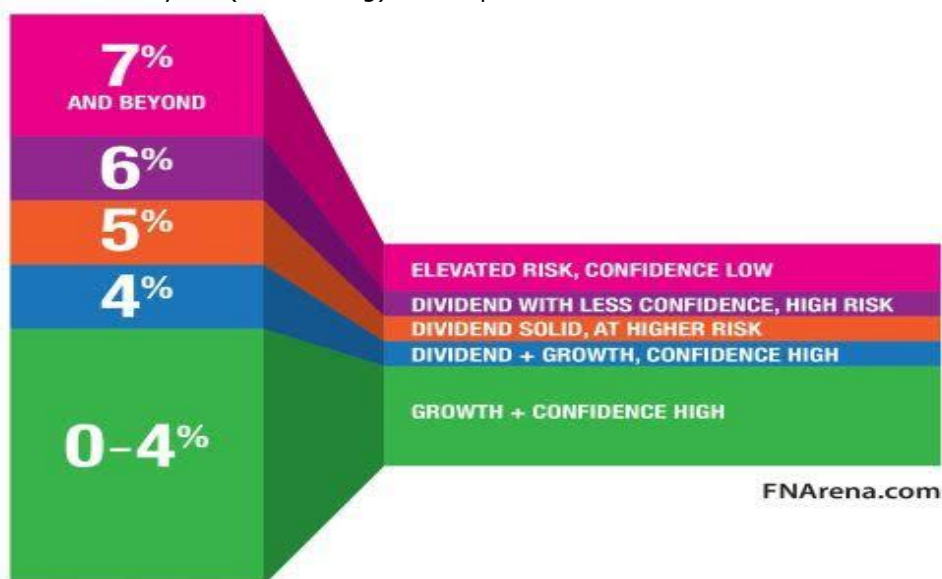 7%
AND BEYOND
6%
5%
4%
0-4%
ELEVATED RISK, CONFIDENCE LOW
DIVIDEND WITH LESS CONFIDENCE, HIGH RISK
DIVIDEND SOLID, AT HIGHER RISK
DIVIDEND + GROWTH, CONFIDENCE HIGH
GROWTH + CONFIDENCE HIGH
FNArena.com